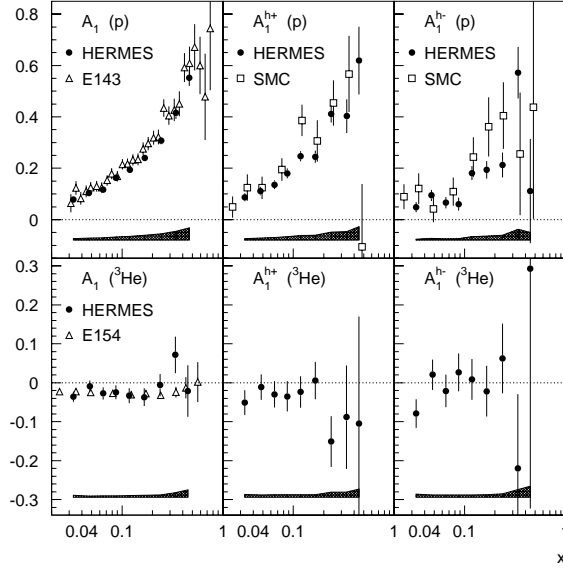 A₁ (p)
HERMES
E143
A₁ʰ⁺ (p)
HERMES
SMC
A₁ʰ⁻ (p)
HERMES
SMC
0.8
0.6
0.4
0.2
0
A₁ (³He)
HERMES
E154
A₁ʰ⁺ (³He)
A₁ʰ⁻ (³He)
0.3
0.2
0.1
0
-0.1
-0.2
-0.3
0.04 0.1 1 0.04 0.1 1 0.04 0.1 1
x